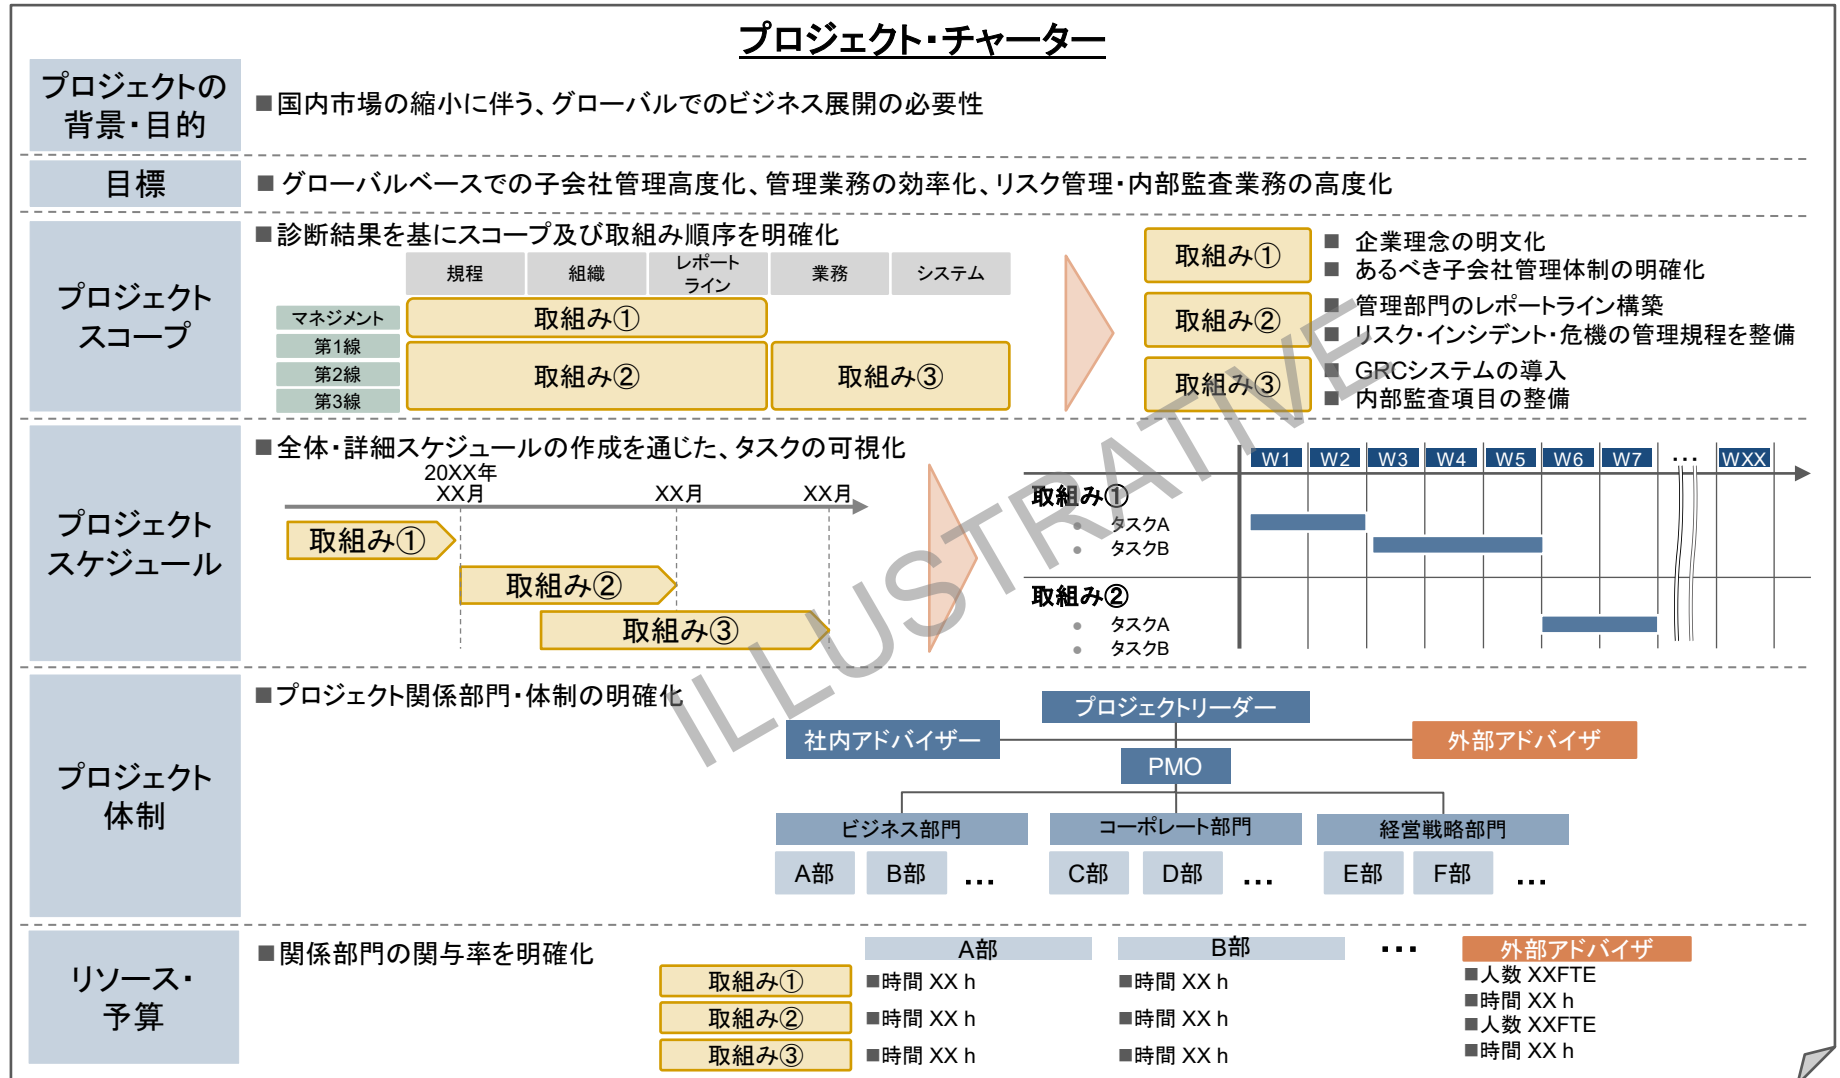 プロジェクト・チャーター
プロジェクトの
背景・目的
■国内市場の縮小に伴う、グローバルでのビジネス展開の必要性
目標
■グローバルベースでの子会社管理高度化、管理業務の効率化、リスク管理・内部監査業務の高度化
プロジェクト
スコープ
■診断結果を基にスコープ及び取組み順序を明確化
規程
組織
レポート
ライン
業務
システム
マネジメント
第1線
第2線
第3線
取組み①
取組み②
取組み③
取組み①
■ 企業理念の明文化
■ あるべき子会社管理体制の明確化
取組み②
■ 管理部門のレポートライン構築
■ リスク・インシデント・危機の管理規程を整備
取組み③
■ GRCシステムの導入
■ 内部監査項目の整備
プロジェクト
スケジュール
■全体・詳細スケジュールの作成を通じた、タスクの可視化
20XX年
XX月
XX月
XX月
取組み①
取組み②
取組み③
W1 W2 W3 W4 W5 W6 W7 … WXX
取組み①
• タスクA
• タスクB
取組み②
• タスクA
• タスクB
プロジェクト
体制
■プロジェクト関係部門・体制の明確化
プロジェクトリーダー
社内アドバイザー
外部アドバイザ
PMO
ビジネス部門
コーポレート部門
経営戦略部門
A部 B部 …
C部 D部 …
E部 F部 …
リソース・
予算
■関係部門の関与率を明確化
A部 B部 … 外部アドバイザ
取組み① ■時間 XX h ■時間 XX h
取組み② ■時間 XX h ■時間 XX h
取組み③ ■時間 XX h ■時間 XX h
■人数 XXFTE
■時間 XX h
■人数 XXFTE
■時間 XX h
ILLUSTRATIVE